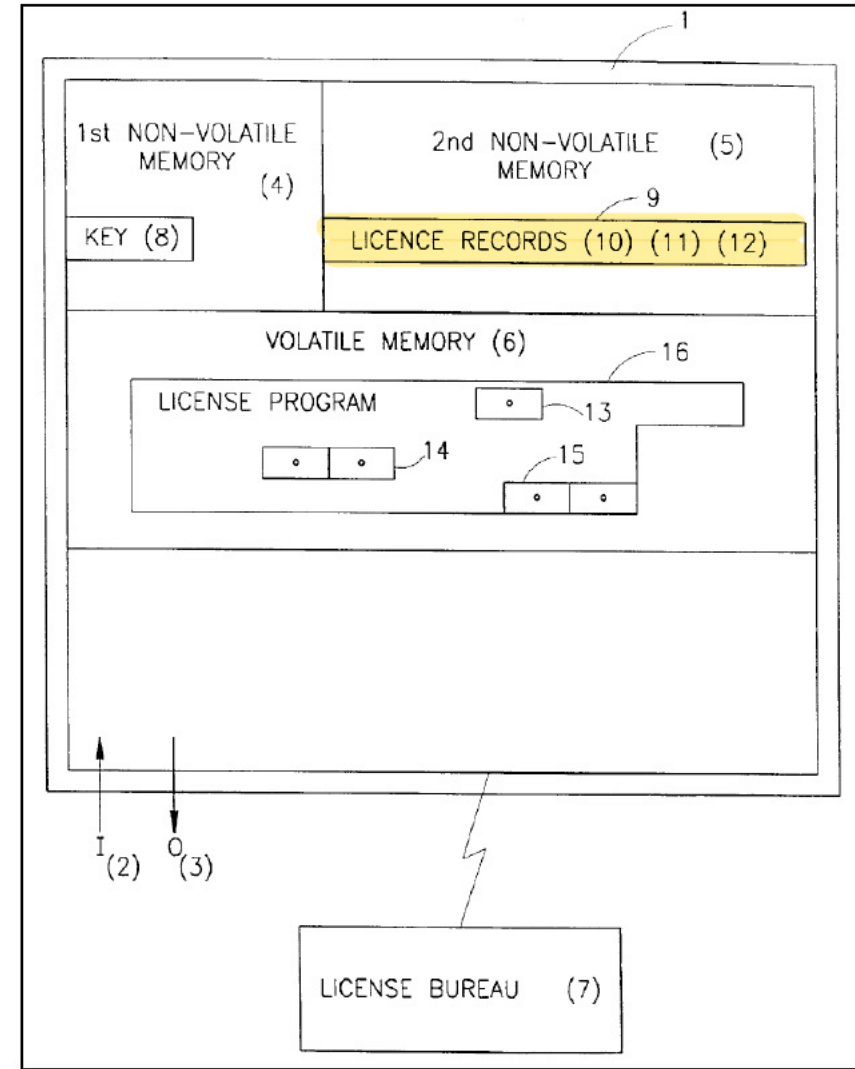 1
1st NON-VOLATILE
MEMORY
(4)
2nd NON-VOLATILE (5)
MEMORY
9
KEY (8)
LICENCE RECORDS (10) (11) (12)
VOLATILE MEMORY (6)
16
LICENSE PROGRAM
13
14
15
I
(2)
O
(3)
LICENSE BUREAU (7)